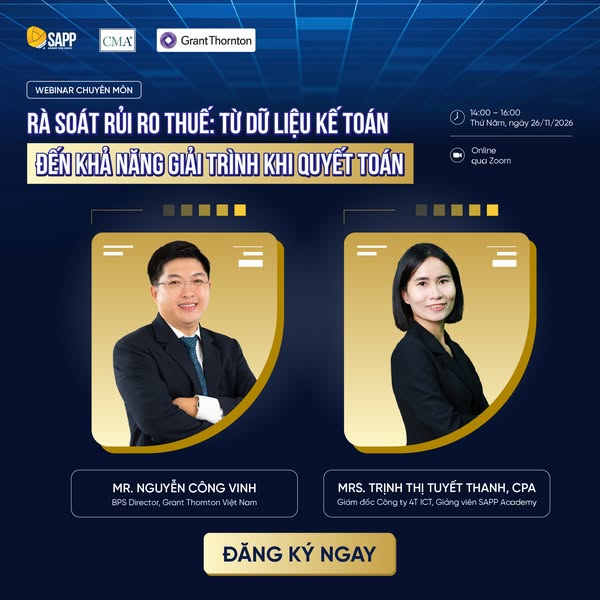 SAPP
CMA
Grant Thornton
WEBINAR CHUYÊN MÔN
RÀ SOÁT RỦI RO THUẾ: TỪ DỮ LIỆU KẾ TOÁN
ĐẾN KHẢ NĂNG GIẢI TRÌNH KHI QUYẾT TOÁN
14:00 – 16:00
Thứ Năm, ngày 26/11/2026
Online
qua Zoom
MR. NGUYỄN CÔNG VINH
BPS Director, Grant Thornton Việt Nam
MRS. TRỊNH THỊ TUYẾT THANH, CPA
Giám đốc Công ty 4T ICT, Giảng viên SAPP Academy
ĐĂNG KÝ NGAY